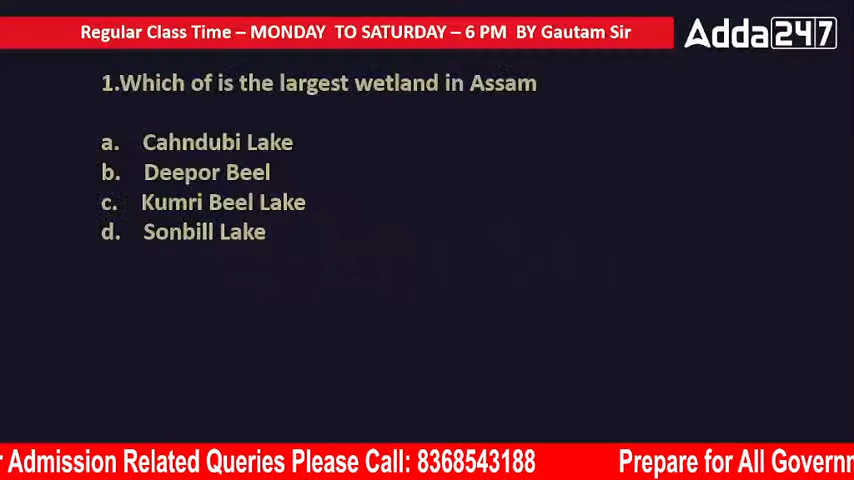 Regular Class Time – MONDAY TO SATURDAY – 6 PM BY Gautam Sir
Adda247
1.Which of is the largest wetland in Assam
a. Cahndubi Lake
b. Deepor Beel
c. Kumri Beel Lake
d. Sonbill Lake
Admission Related Queries Please Call: 8368543188 Prepare for All